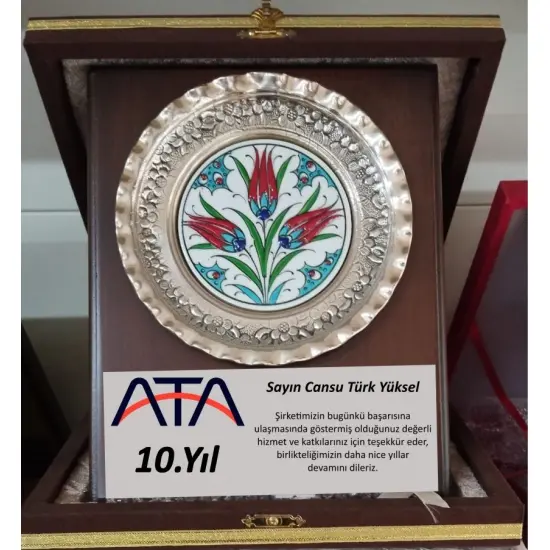 ATA
10.Yıl
Sayın Cansu Türk Yüksel
Şirketimizin bugünkü başarısına
ulaşmasında göstermiş olduğunuz değerli
hizmet ve katkılarınız için teşekkür eder,
birlikteliğimizin daha nice yıllar
devamını dileriz.